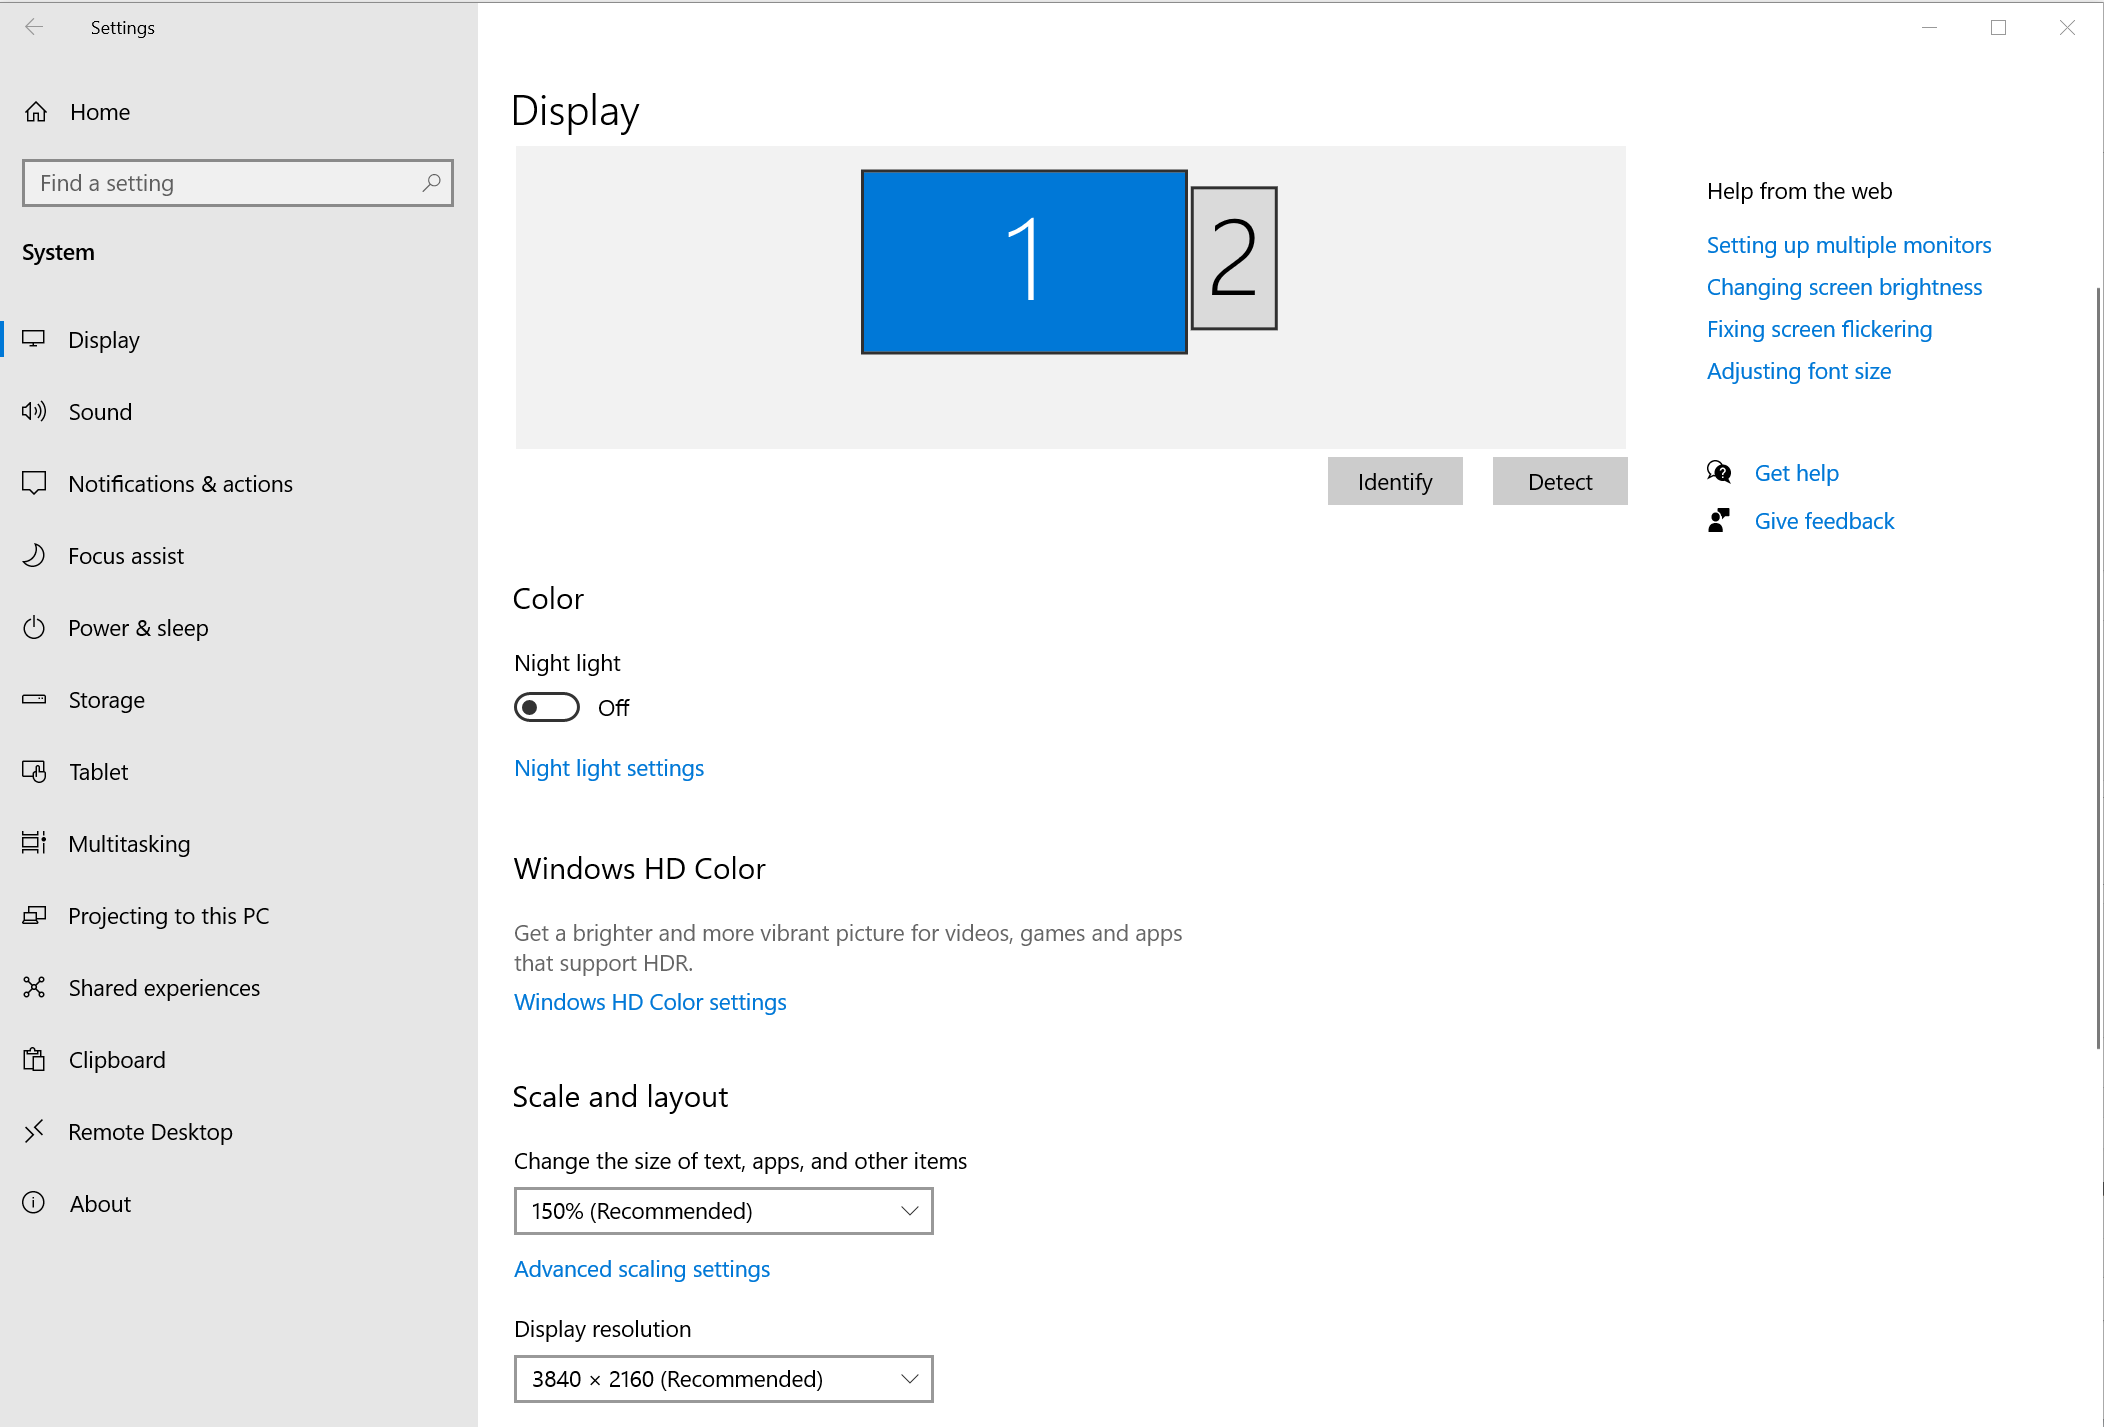 Settings
Home
Find a setting
System
Display
Sound
Notifications & actions
Focus assist
Power & sleep
Storage
Tablet
Multitasking
Projecting to this PC
Shared experiences
Clipboard
Remote Desktop
About
Display
1
2
Identify
Detect
Color
Night light
Off
Night light settings
Windows HD Color
Get a brighter and more vibrant picture for videos, games and apps
that support HDR.
Windows HD Color settings
Scale and layout
Change the size of text, apps, and other items
150% (Recommended)
Advanced scaling settings
Display resolution
3840 × 2160 (Recommended)
Help from the web
Setting up multiple monitors
Changing screen brightness
Fixing screen flickering
Adjusting font size
Get help
Give feedback